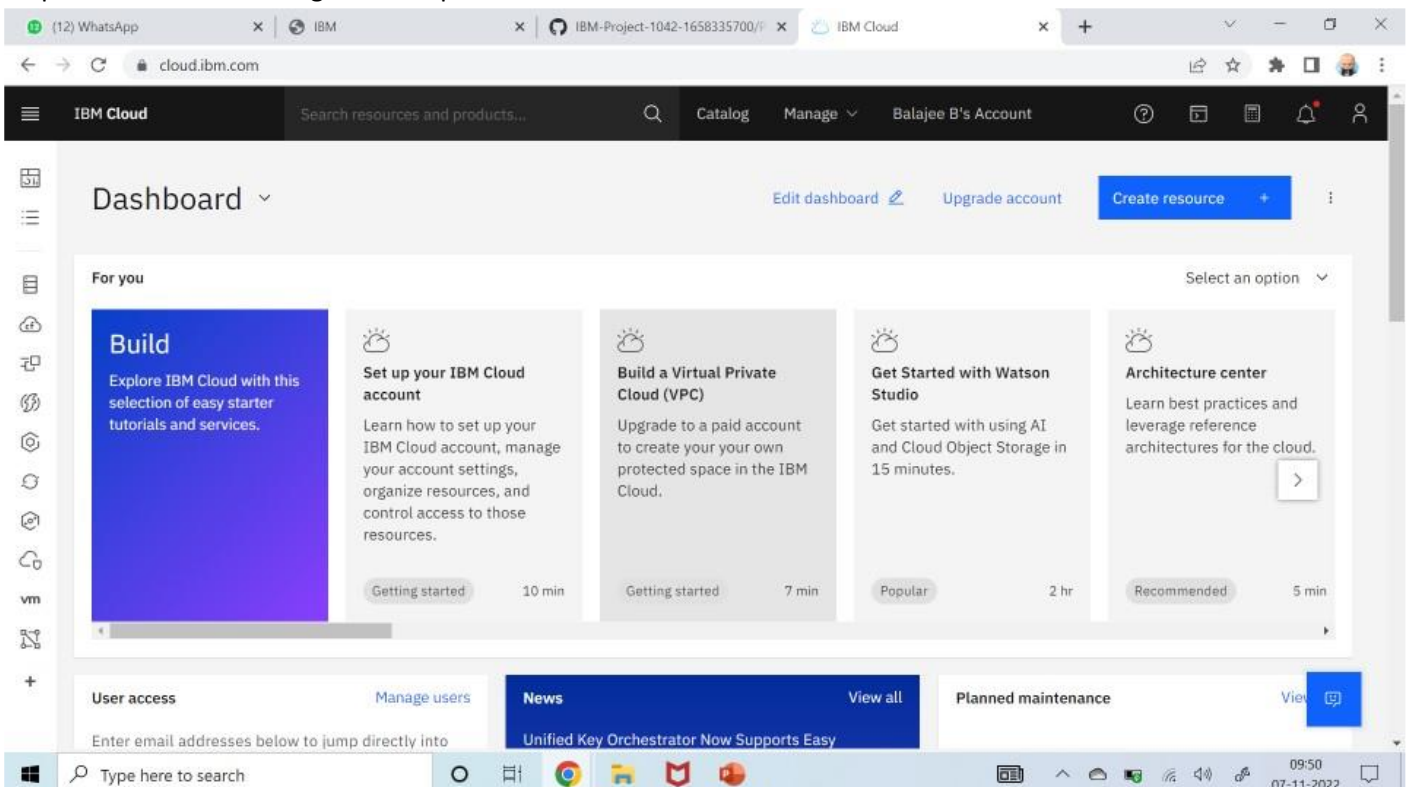 (12) WhatsApp
IBM
IBM-Project-1042-1658335700/
IBM Cloud
cloud.ibm.com
IBM Cloud
Search resources and products...
Catalog
Manage
Balajee B's Account
Dashboard
Edit dashboard
Upgrade account
Create resource +
For you
Select an option
Build
Explore IBM Cloud with this
selection of easy starter
tutorials and services.
Set up your IBM Cloud
account
Learn how to set up your
IBM Cloud account, manage
your account settings,
organize resources, and
control access to those
resources.
Getting started 10 min
Build a Virtual Private
Cloud (VPC)
Upgrade to a paid account
to create your your own
protected space in the IBM
Cloud.
Getting started 7 min
Get Started with Watson
Studio
Get started with using AI
and Cloud Object Storage in
15 minutes.
Popular 2 hr
Architecture center
Learn best practices and
leverage reference
architectures for the cloud.
Recommended 5 min
vm
User access
Manage users
Enter email addresses below to jump directly into
News
View all
Unified Key Orchestrator Now Supports Easy
Planned maintenance
Type here to search
09:50
07-11-2022